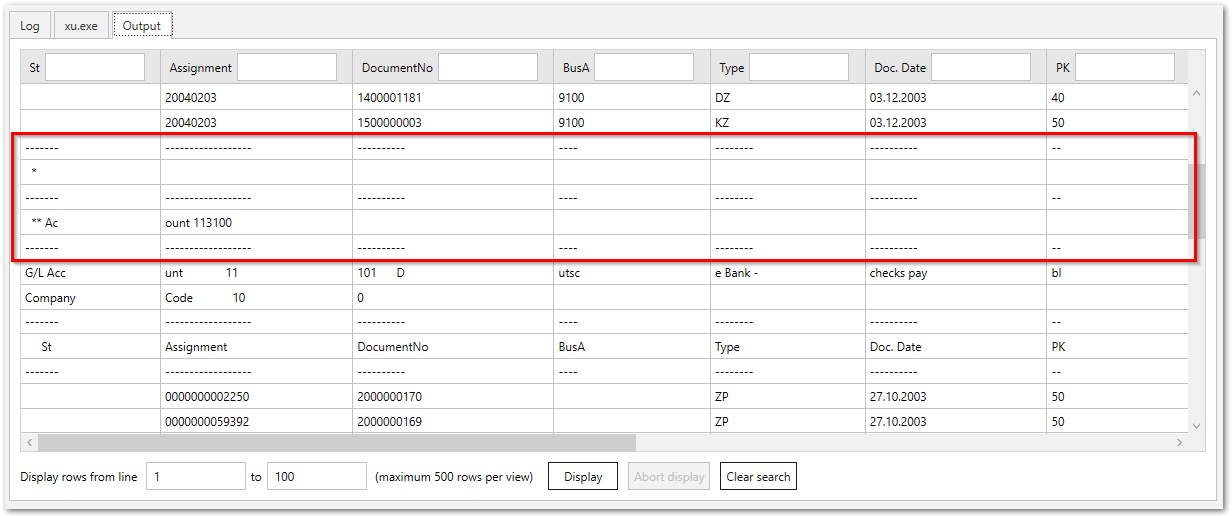 Log xu.exe Output
St Assignment DocumentNo BusA Type Doc. Date PK
20040203 1400001181 9100 DZ 03.12.2003 40
20040203 1500000003 9100 KZ 03.12.2003 50
------- ----------------- ---------- ---- -------- ---------- --
*
------- ----------------- ---------- ---- -------- ---------- --
** Ac ount 113100
------- ----------------- ---------- ---- -------- ---------- --
G/L Acc unt 11 101 D utsc e Bank - checks pay bl
Company Code 10 0
------- ----------------- ---------- ---- -------- ---------- --
St Assignment DocumentNo BusA Type Doc. Date PK
------- ----------------- ---------- ---- -------- ---------- --
0000000002250 2000000170 ZP 27.10.2003 50
0000000059392 2000000169 ZP 27.10.2003 50
Display rows from line 1 to 100 (maximum 500 rows per view) Display Abort display Clear search